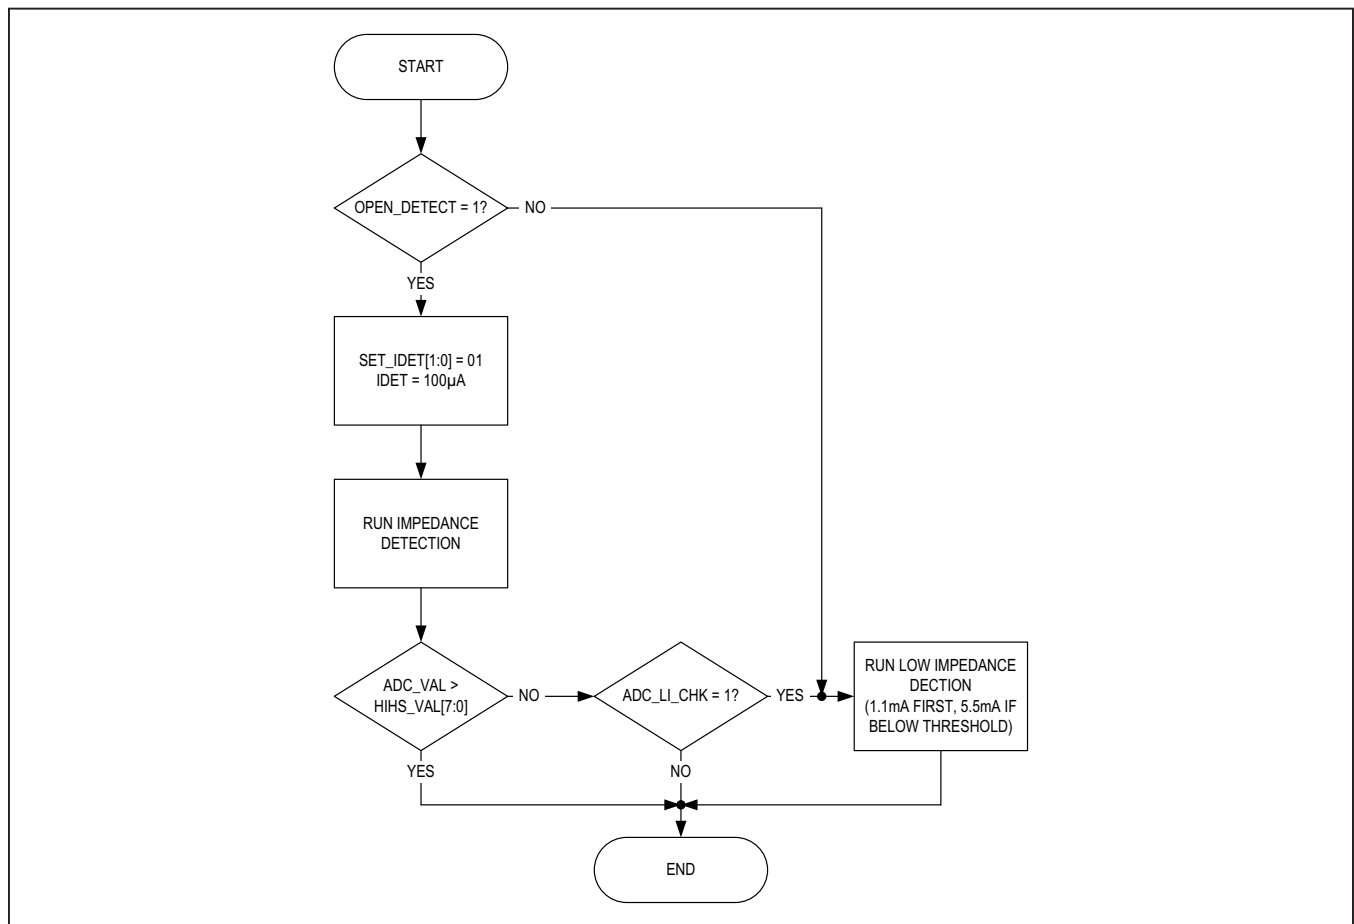 START
OPEN_DETECT = 1?
NO
YES
SET_IDET[1:0] = 01
IDET = 100µA
RUN IMPEDANCE
DETECTION
ADC_VAL >
HIHS_VAL[7:0]
NO
ADC_LI_CHK = 1?
YES
RUN LOW IMPEDANCE
DECTION
(1.1mA FIRST, 5.5mA IF
BELOW THRESHOLD)
YES
NO
END